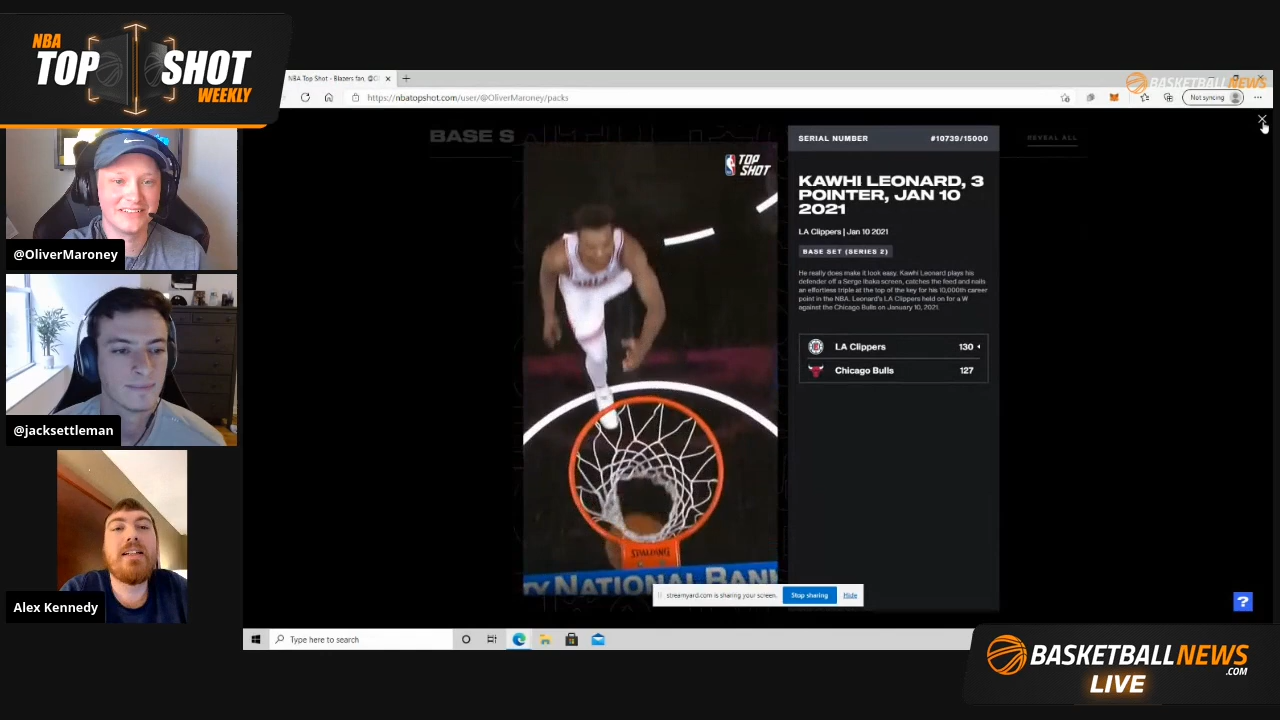 NBA
TOP SHOT
WEEKLY
@OliverMaroney
@jacksettleman
Alex Kennedy
NBA Top Shot - Blazers fan, @Ol
BASKETBALLNEWS
https://nbatopshot.com/user/@OliverMaroney/packs
Not syncing
BASE S
REVEAL ALL
TOP
SHOT
SERIAL NUMBER #10739/15000
KAWHI LEONARD, 3
POINTER, JAN 10
2021
LA Clippers | Jan 10 2021
BASE SET (SERIES 2)
He really does make it look easy. Kawhi Leonard plays his
defender off a Serge Ibaka screen, catches the feed and nails
an effortless triple at the top of the key for his 10,000th career
point in the NBA. Leonard's LA Clippers held on for a W
against the Chicago Bulls on January 10, 2021.
LA Clippers 130
Chicago Bulls 127
SPALDING
TY NATIONAL BANK
streamyard.com is sharing your screen. Stop sharing Hide
?
Type here to search
BASKETBALLNEWS
.COM
LIVE